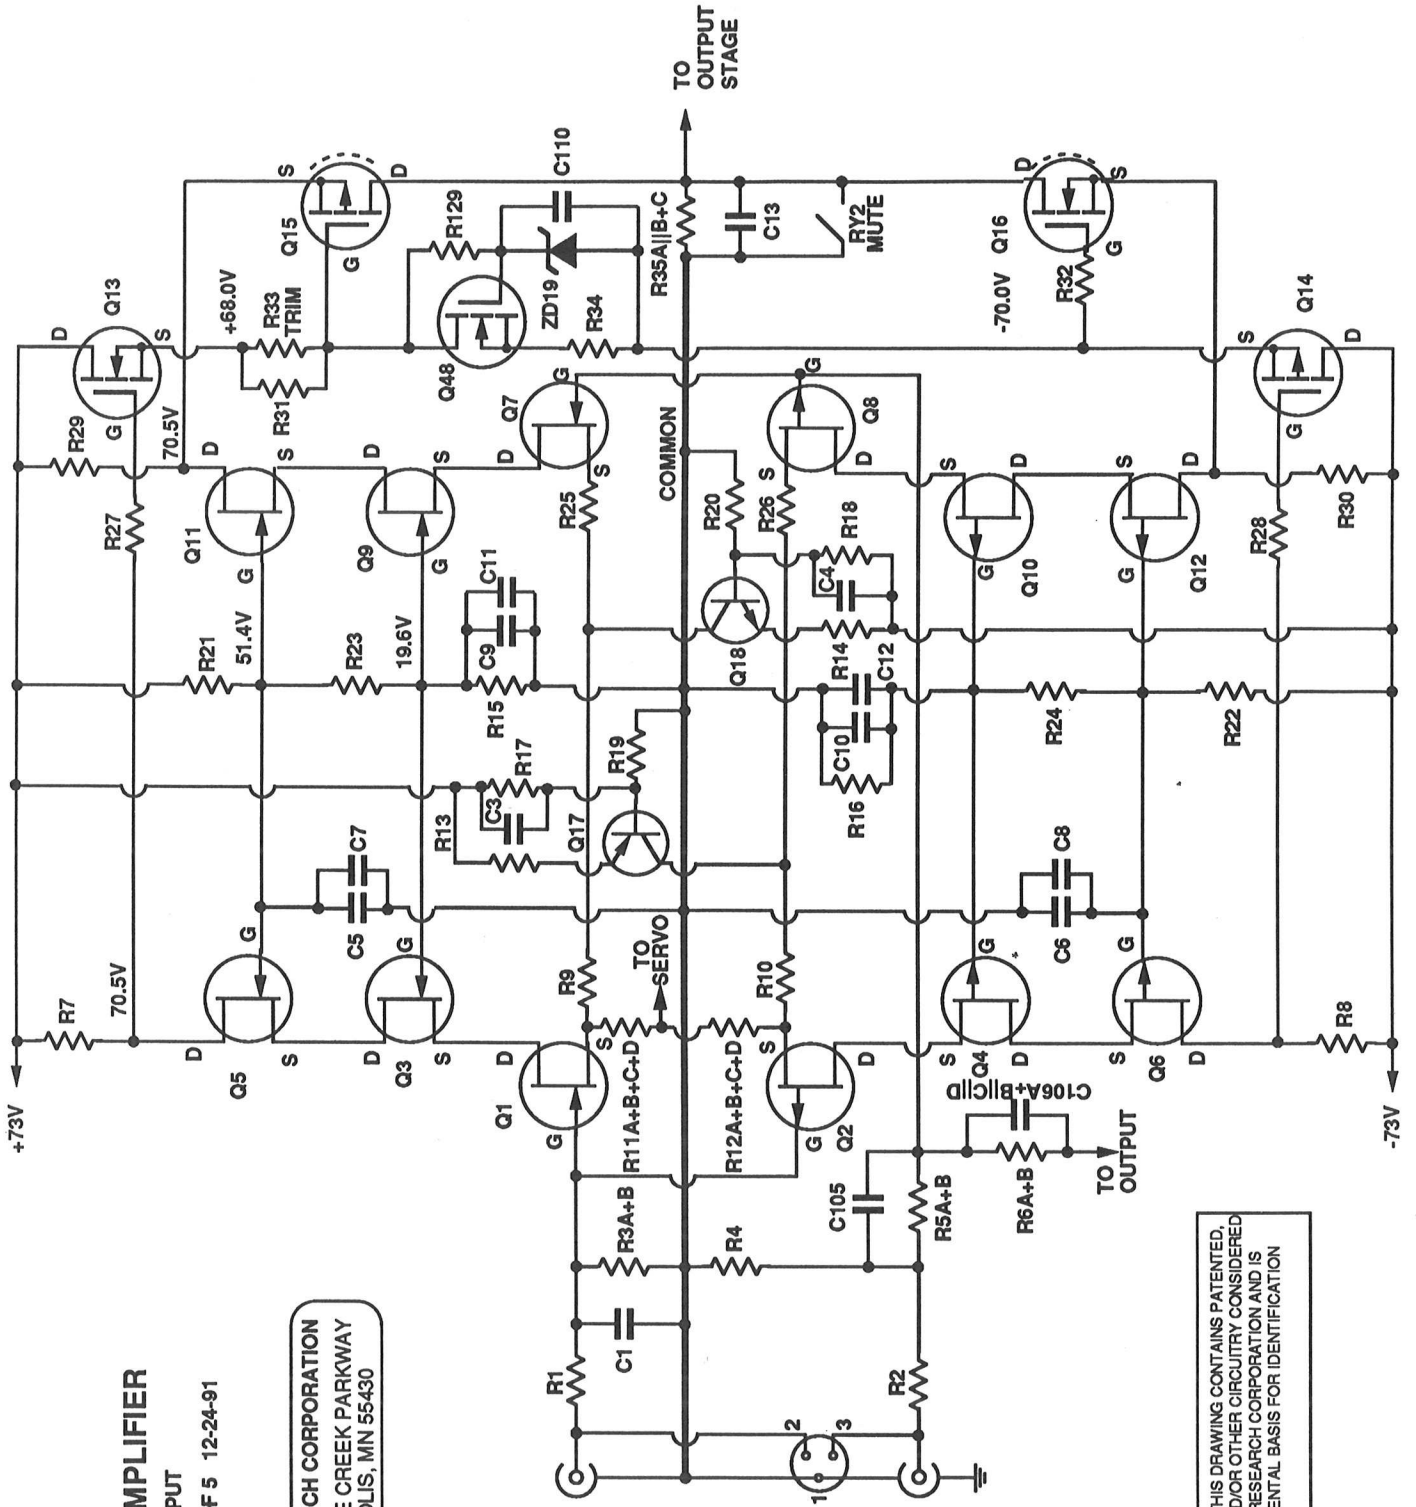 MPLIFIER
PUT
F 5 12-24-91
CH CORPORATION
E CREEK PARKWAY
OLIS, MN 55430
HIS DRAWING CONTAINS PATENTED,
D/OR OTHER CIRCUITRY CONSIDERED
RESEARCH CORPORATION AND IS
ENTAL BASIS FOR IDENTIFICATION
+73V
R7
70.5V
D
Q5
S
G
D
Q3
S
G
D
Q1
G
S
C5
C7
R21
51.4V
R23
19.6V
R27
R29
70.5V
D
Q11
G
S
D
Q9
G
S
D
Q7
G
S
D
Q13
G
S
+68.0V
R33
TRIM
R31
Q15
S
G
D
R129
C110
Q48
ZD19
R34
R35A||B+C
C13
RY2
MUTE
TO
OUTPUT
STAGE
C9
C11
R15
R13
C3
R17
Q17
R19
R25
R9
TO
SERVO
R11A+B+C+D
R12A+B+C+D
COMMON
R20
R26
R18
C4
Q18
R14
C12
C10
R16
R10
R1
C1
R3A+B
R4
R2
2
3
1
C105
R5A+B
R6A+B
C106A+B||C||D
TO
OUTPUT
S
G
Q2
D
S
Q4
G
D
S
Q6
G
D
C6
C8
R24
R22
S
G
Q8
D
S
G
Q10
D
S
G
Q12
D
R28
R30
R8
-70.0V
Q16
D
S
G
R32
Q14
S
G
D
-73V